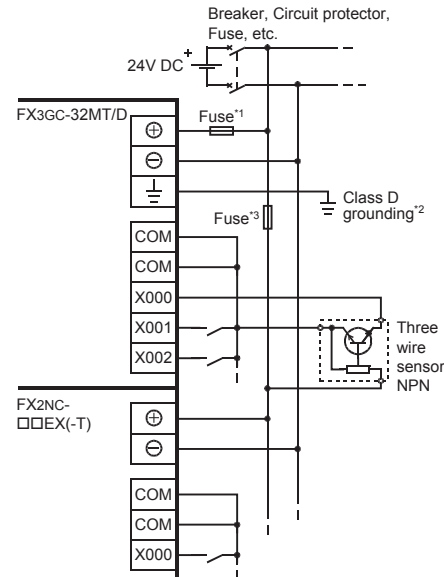 Breaker, Circuit protector,
Fuse, etc.
+
24V DC
FX3GC-32MT/D
Fuse*1
⊕
⊖
Class D
grounding*2
Fuse*3
COM
COM
X000
X001
X002
Three
wire
sensor
NPN
FX2NC-
□□EX(-T)
⊕
⊖
COM
COM
X000